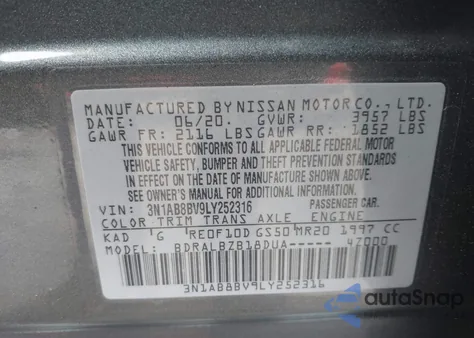 MANUFACTURED BY NISSAN MOTOR CO., LTD.
DATE: 06/20. GVWR: 3957 LBS
GAWR FR: 2116 LBS GAWR RR: 1852 LBS
THIS VEHICLE CONFORMS TO ALL APPLICABLE FEDERAL MOTOR
VEHICLE SAFETY, BUMPER AND THEFT PREVENTION STANDARDS
IN EFFECT ON THE DATE OF MANUFACTURE SHOWN ABOVE.
SEE OWNER'S MANUAL FOR ADDITIONAL INFORMATION
VIN: 3N1AB8BV9LY252316 PASSENGER CAR
COLOR TRIM TRANS AXLE ENGINE
KAD 'G RE0F10D GS50 MR20 1997 CC
MODEL: BDRALBZB18DUA----- 4Z000
3N1AB8BV9LY252316
autoSnap